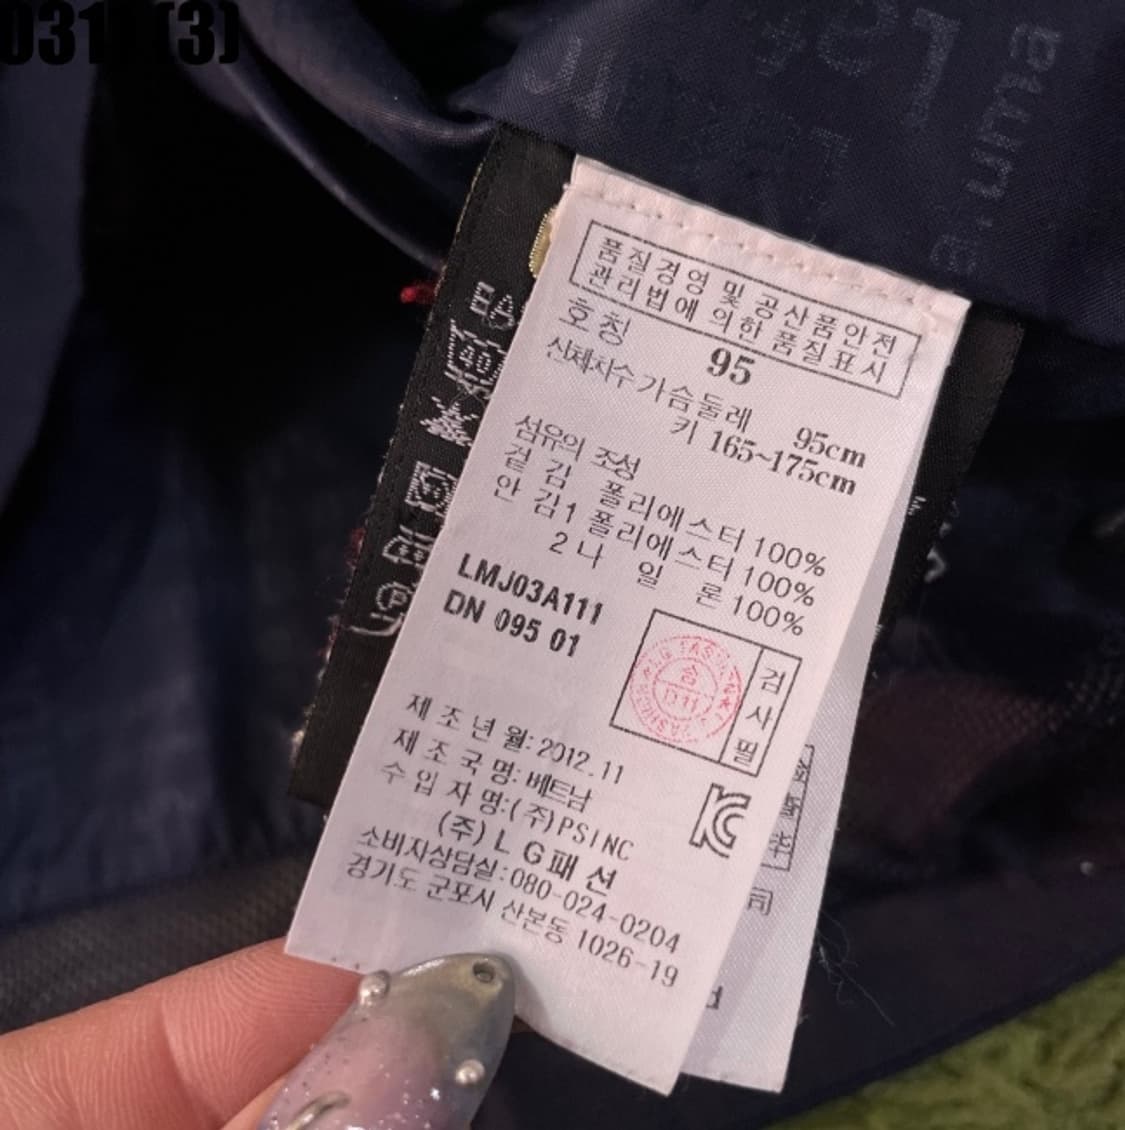 031) (3)
품질경영 및 공산품안전
관리법에 의한 품질표시
호칭 95
신체치수 가슴둘레 95cm
키 165~175cm
섬유의 조성
겉 감 폴리에스터 100%
안 감1 폴리에스터 100%
2 나 일 론 100%
LMJ03A111
DN 095 01
검사필
제 조 년 월: 2012.11
제 조 국 명: 베트남
수 입 자 명:(주)PSINC
(주) L G 패 션
소비자상담실:080-024-0204
경기도 군포시 산본동 1026-19